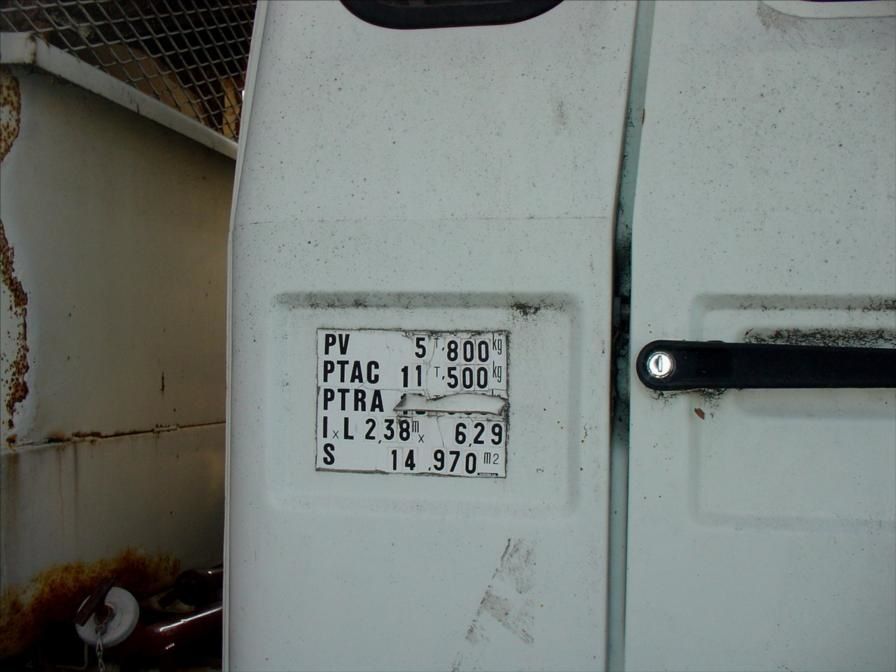 PV 5 T ,800 kg
PTAC 11 T ,500 kg
PTRA
l x L 2,38 m x 6,29
S 14 ,970 m2